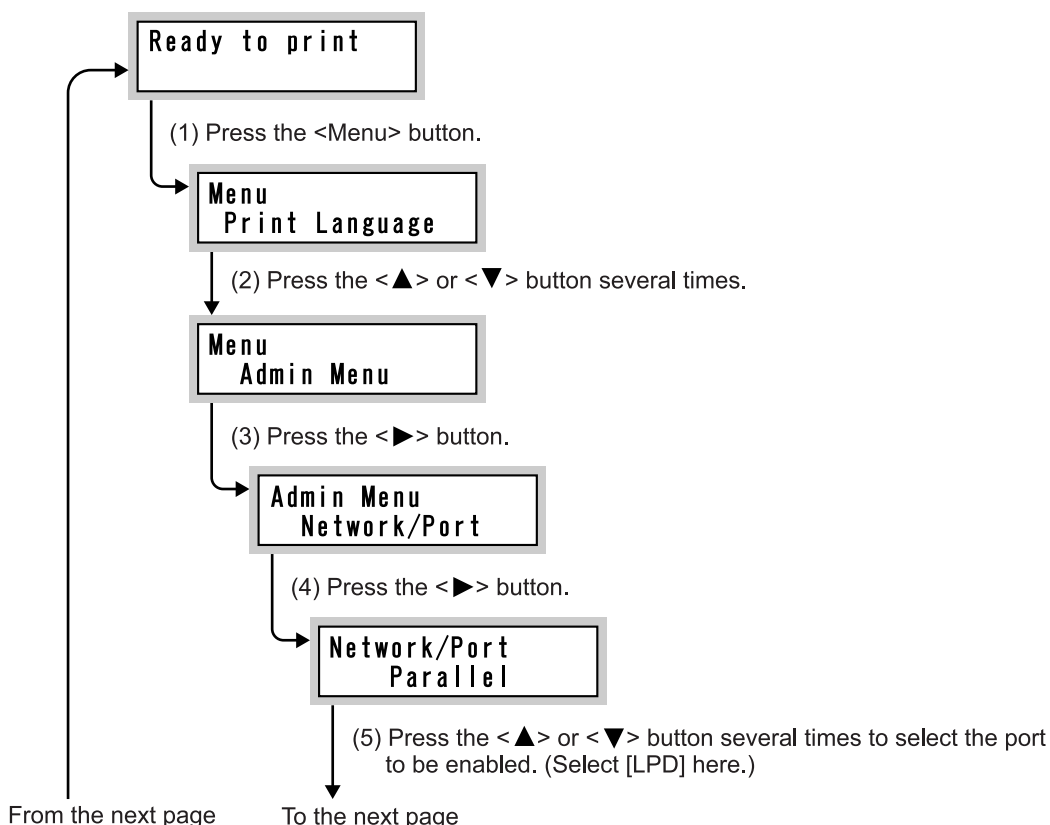 Ready to print
(1) Press the <Menu> button.
Menu
Print Language
(2) Press the <▲> or <▼> button several times.
Menu
Admin Menu
(3) Press the <▶> button.
Admin Menu
Network/Port
(4) Press the <▶> button.
Network/Port
Parallel
(5) Press the <▲> or <▼> button several times to select the port
to be enabled. (Select [LPD] here.)
From the next page
To the next page